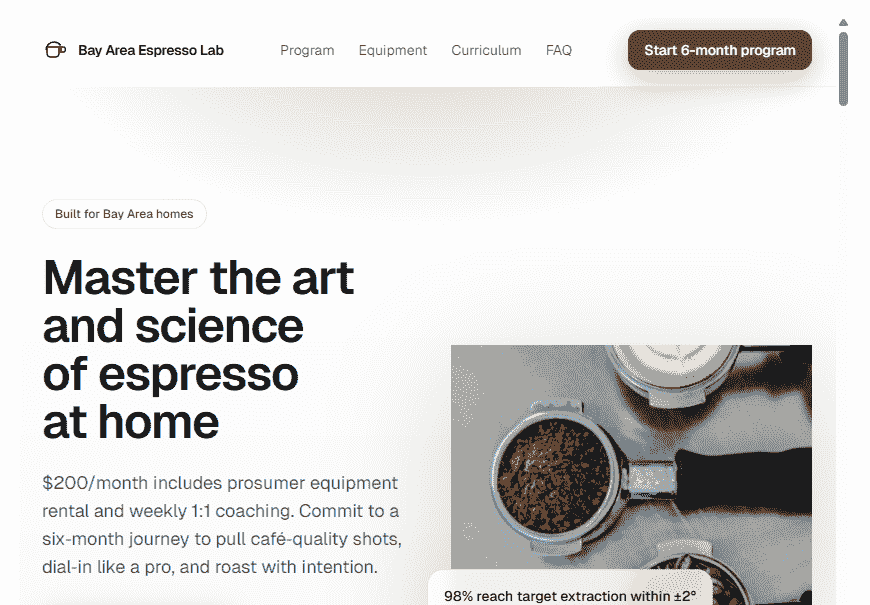 Bay Area Espresso Lab
Program
Equipment
Curriculum
FAQ
Start 6-month program
Built for Bay Area homes
Master the art
and science
of espresso
at home
$200/month includes prosumer equipment
rental and weekly 1:1 coaching. Commit to a
six-month journey to pull café-quality shots,
dial-in like a pro, and roast with intention.
98% reach target extraction within ±2°